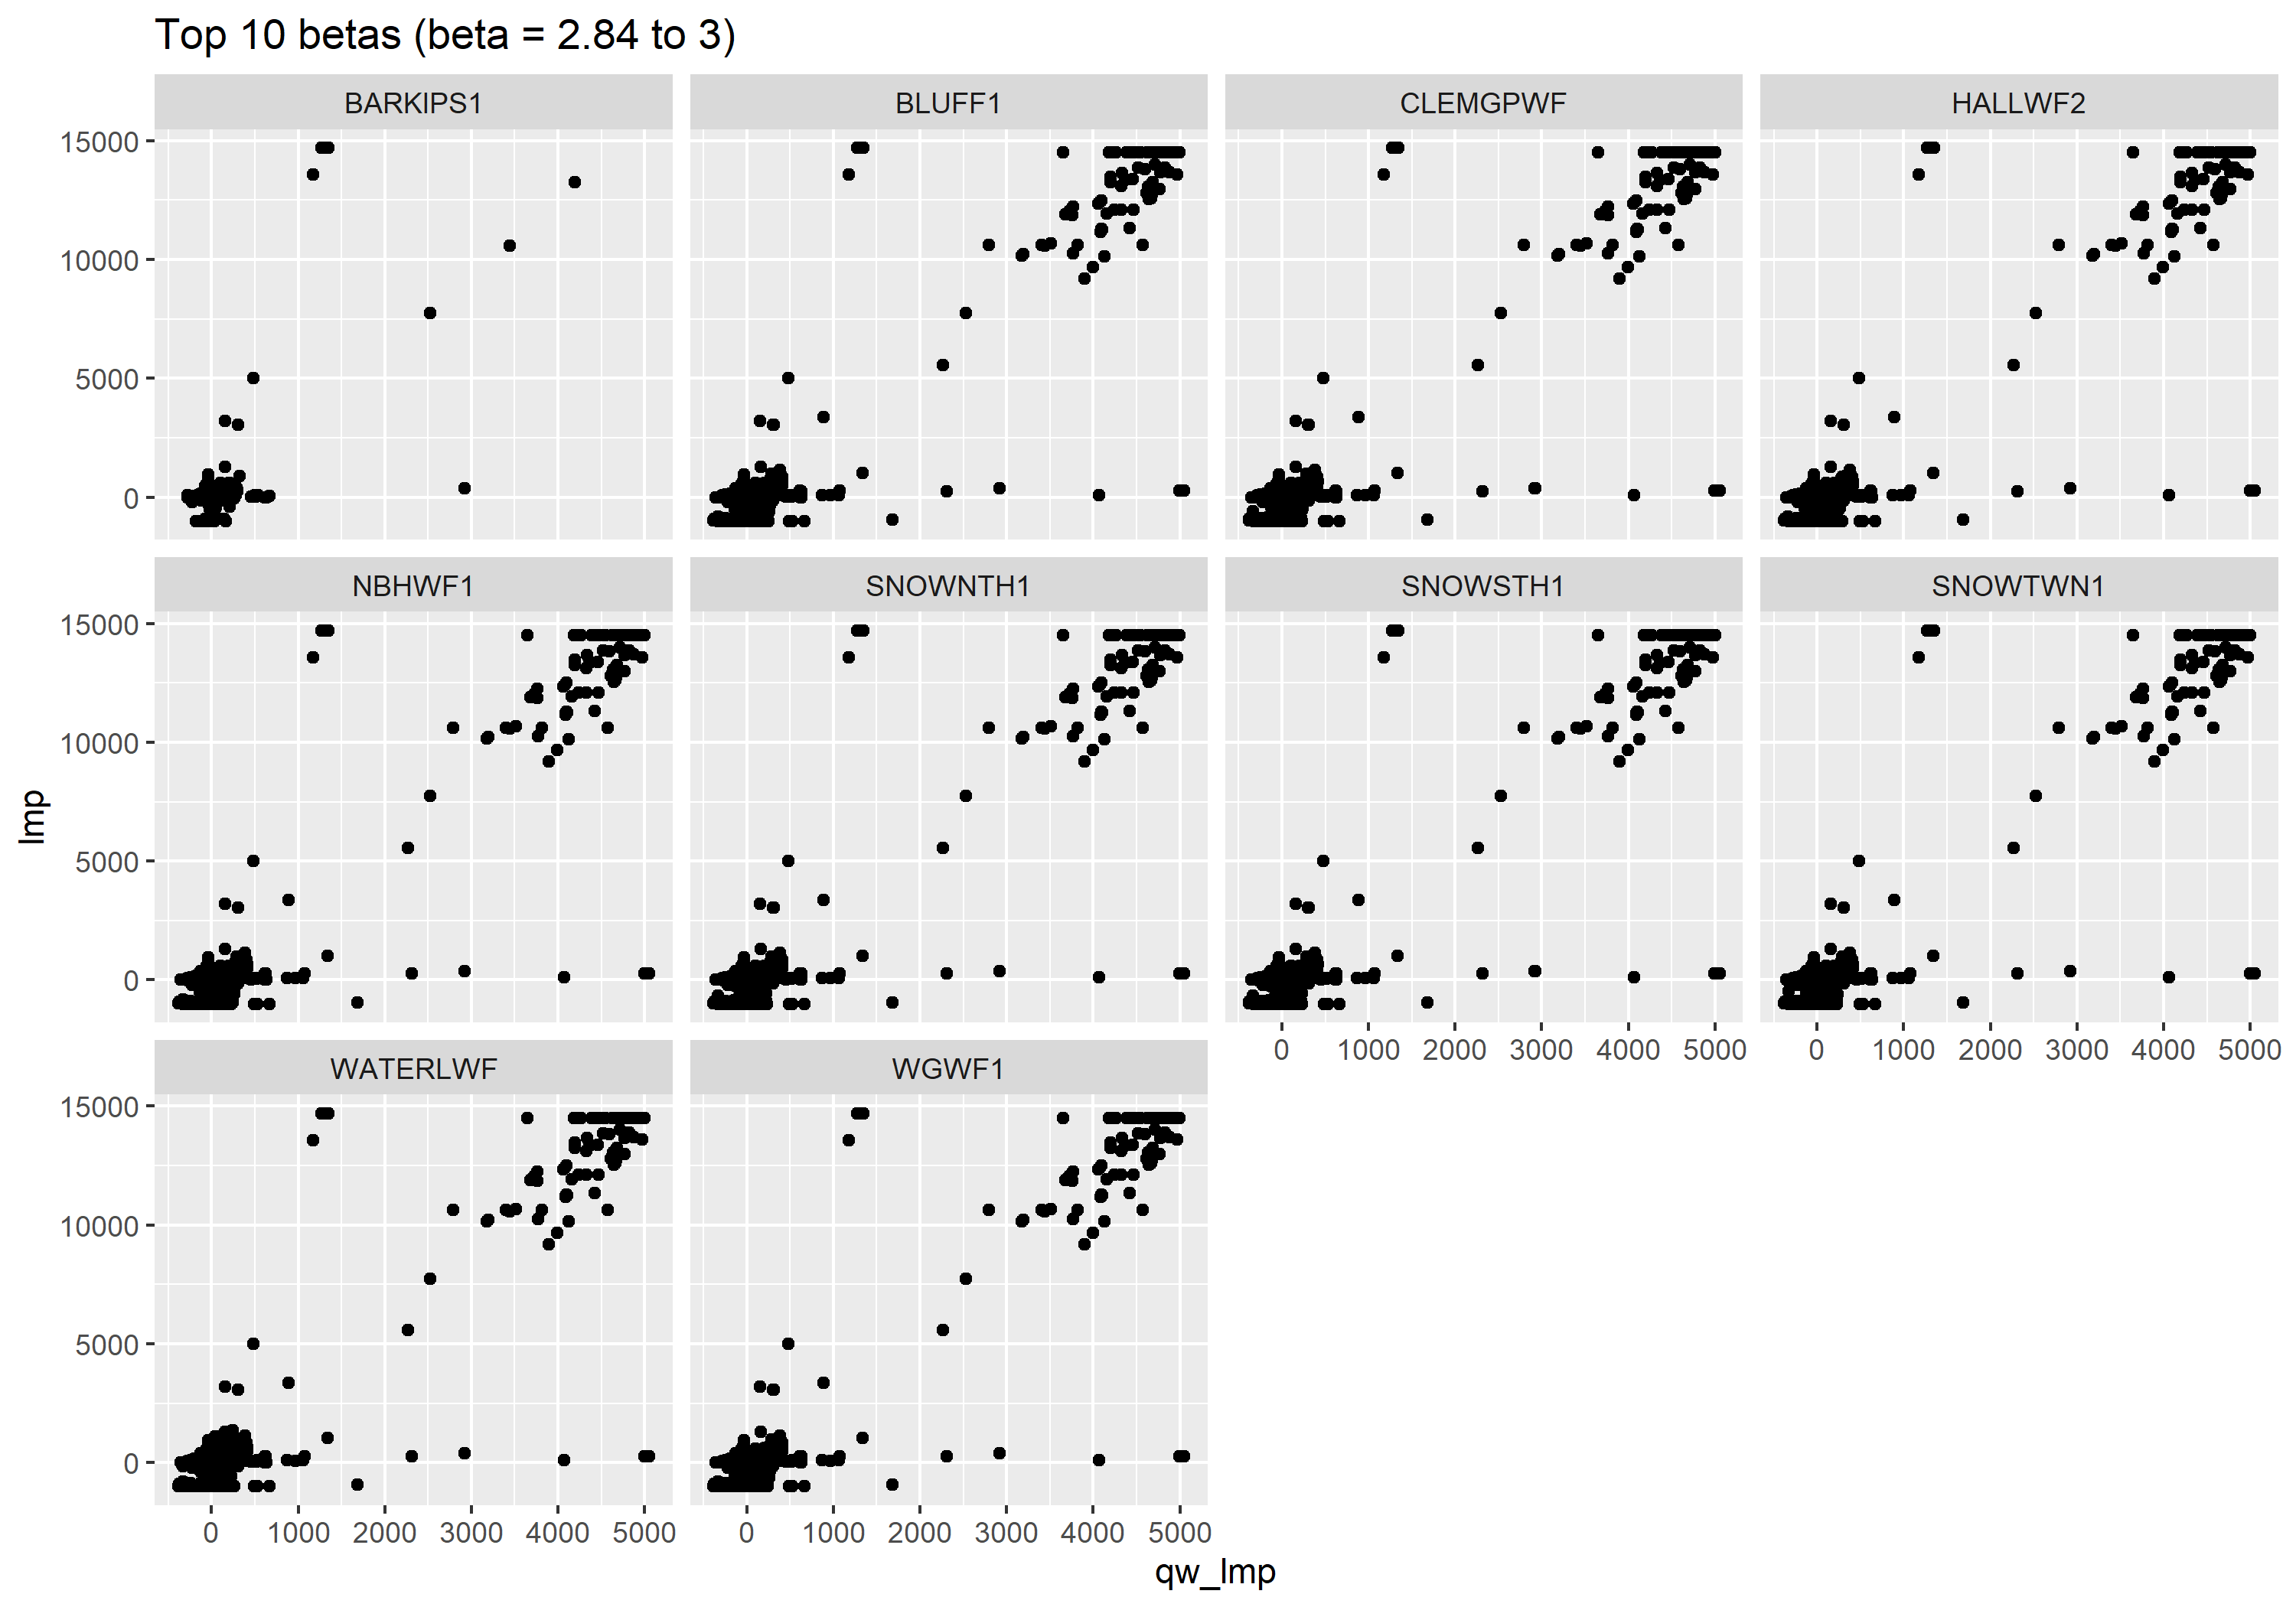 Top 10 betas (beta = 2.84 to 3)
BARKIPS1 BLUFF1 CLEMGPWF HALLWF2
15000
10000
5000
0
NBHWF1 SNOWNTH1 SNOWSTH1 SNOWTWN1
15000
10000
5000
0
0 1000 2000 3000 4000 5000 0 1000 2000 3000 4000 5000
WATERLWF WGWF1
15000
10000
5000
0
0 1000 2000 3000 4000 5000 0 1000 2000 3000 4000 5000
lmp
qw_lmp